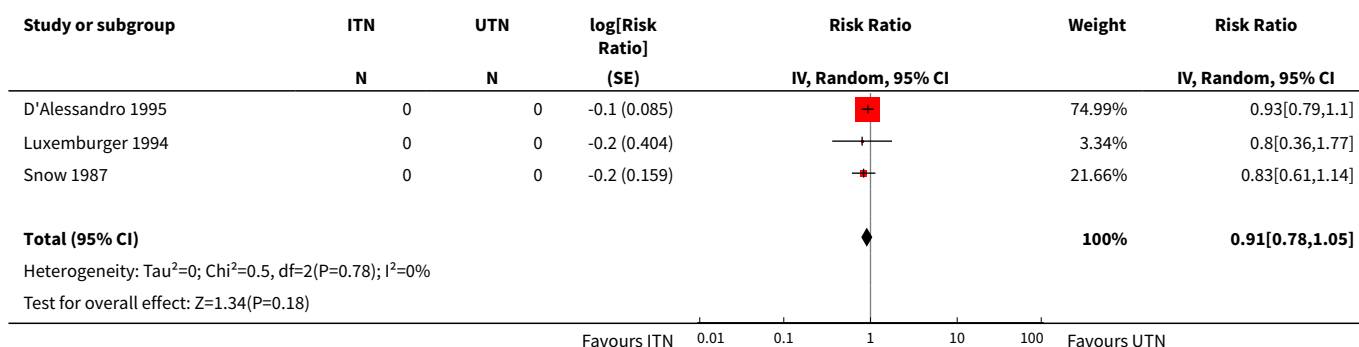 Study or subgroup ITN UTN log[Risk Ratio] Risk Ratio Weight Risk Ratio
N N (SE) IV, Random, 95% CI IV, Random, 95% CI
D'Alessandro 1995 0 0 -0.1 (0.085) 74.99% 0.93[0.79,1.1]
Luxemburger 1994 0 0 -0.2 (0.404) 3.34% 0.8[0.36,1.77]
Snow 1987 0 0 -0.2 (0.159) 21.66% 0.83[0.61,1.14]
Total (95% CI) 100% 0.91[0.78,1.05]
Heterogeneity: Tau²=0; Chi²=0.5, df=2(P=0.78); I²=0%
Test for overall effect: Z=1.34(P=0.18)
Favours ITN 0.01 0.1 1 10 100 Favours UTN